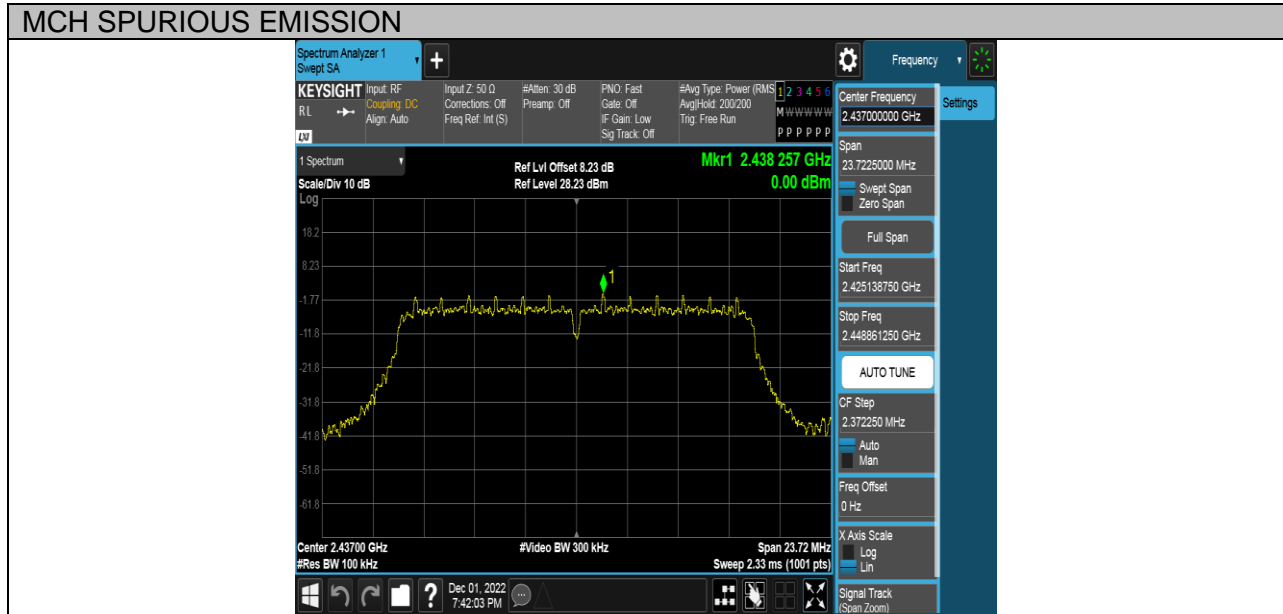 MCH SPURIOUS EMISSION
Spectrum Analyzer 1
Swept SA
+
Frequency
KEYSIGHT
RL
LXI
Input: RF
Coupling: DC
Align: Auto
Input Z: 50 Ω
Corrections: Off
Freq Ref: Int (S)
#Atten: 30 dB
Preamp: Off
PNO: Fast
Gate: Off
IF Gain: Low
Sig Track: Off
#Avg Type: Power (RMS
Avg|Hold: 200/200
Trig: Free Run
1 2 3 4 5 6
M W W W W W
P P P P P P
1 Spectrum
Scale/Div 10 dB
Ref Lvl Offset 8.23 dB
Ref Level 28.23 dBm
Mkr1 2.438 257 GHz
0.00 dBm
Log
18.2
8.23
-1.77
-11.8
-21.8
-31.8
-41.8
-51.8
-61.8
1
Center 2.43700 GHz
#Res BW 100 kHz
#Video BW 300 kHz
Span 23.72 MHz
Sweep 2.33 ms (1001 pts)
?
Dec 01, 2022
7:42:03 PM
Center Frequency
2.437000000 GHz
Settings
Span
23.7225000 MHz
Swept Span
Zero Span
Full Span
Start Freq
2.425138750 GHz
Stop Freq
2.448861250 GHz
AUTO TUNE
CF Step
2.372250 MHz
Auto
Man
Freq Offset
0 Hz
X Axis Scale
Log
Lin
Signal Track
(Span Zoom)